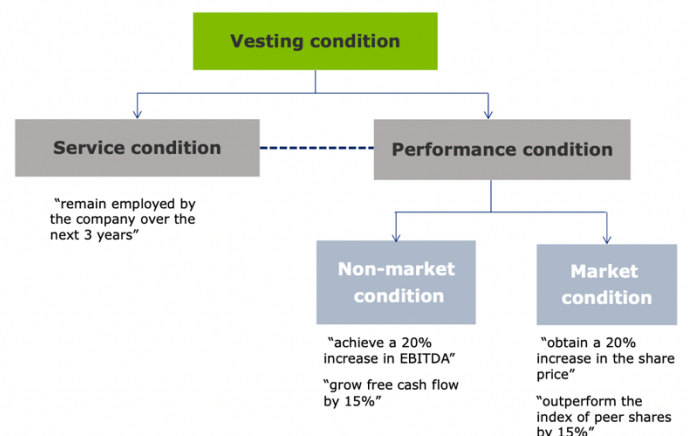 Vesting condition
Service condition
Performance condition
“remain employed by
the company over the
next 3 years”
Non-market
condition
Market
condition
“achieve a 20%
increase in EBITDA”
“grow free cash flow
by 15%”
“obtain a 20%
increase in the share
price”
“outperform the
index of peer shares
by 15%”